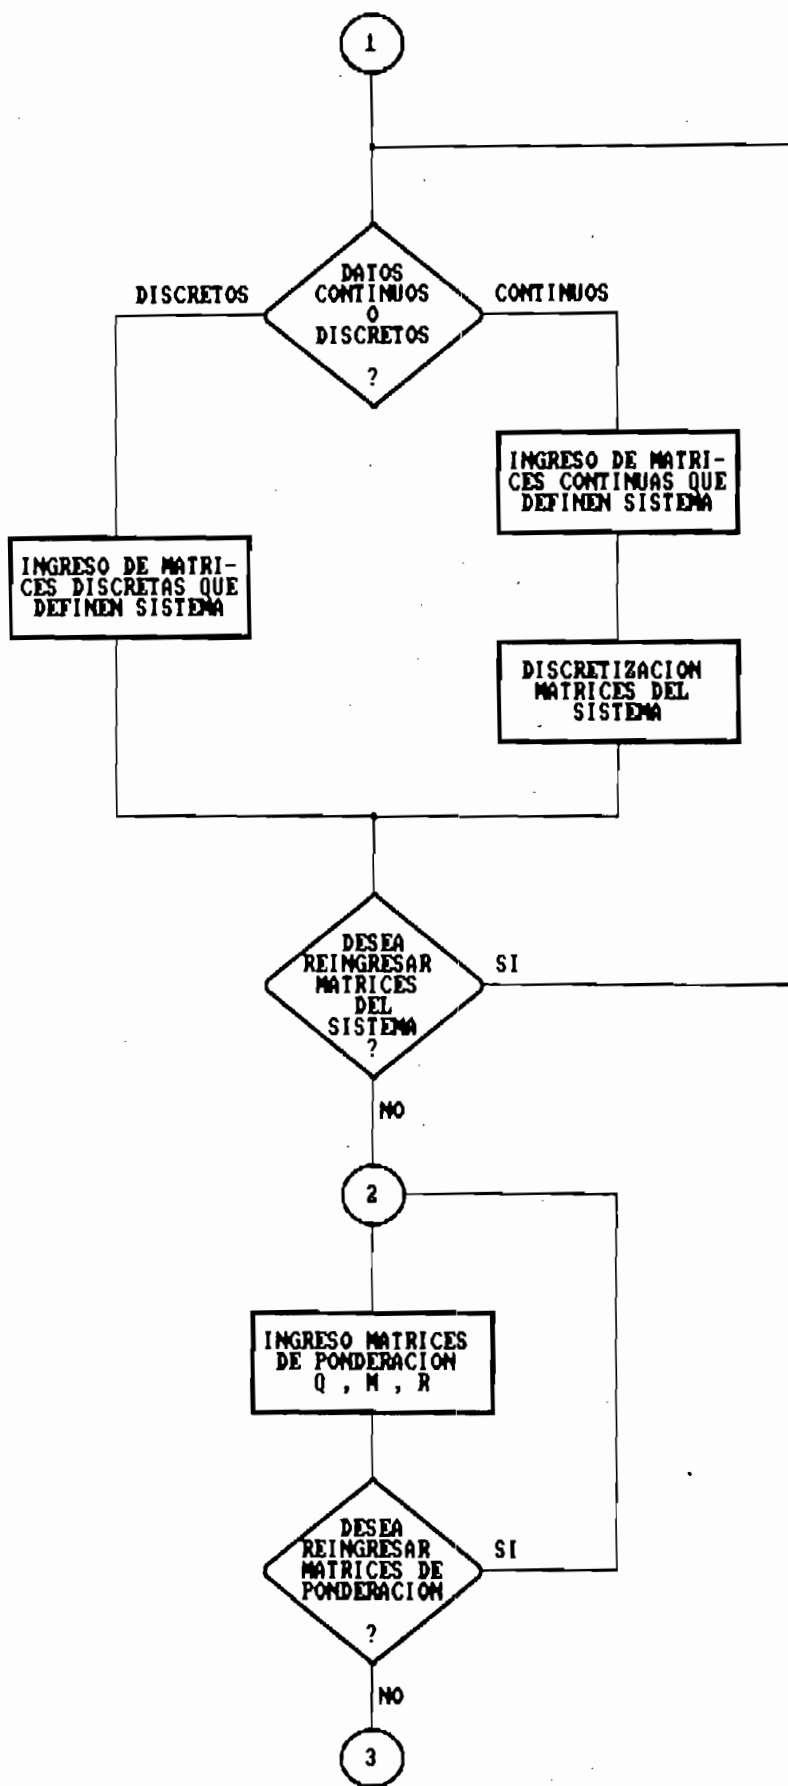 1
DATOS
CONTINUOS
O
DISCRETOS
?
DISCRETOS
CONTINUOS
INGRESO DE MATRI-
CES CONTINUAS QUE
DEFINEN SISTEMA
INGRESO DE MATRI-
CES DISCRETAS QUE
DEFINEN SISTEMA
DISCRETIZACION
MATRICES DEL
SISTEMA
DESEA
REINGRESAR
MATRICES
DEL
SISTEMA
?
SI
NO
2
INGRESO MATRICES
DE PONDERACION
Q , M , R
DESEA
REINGRESAR
MATRICES DE
PONDERACION
?
SI
NO
3